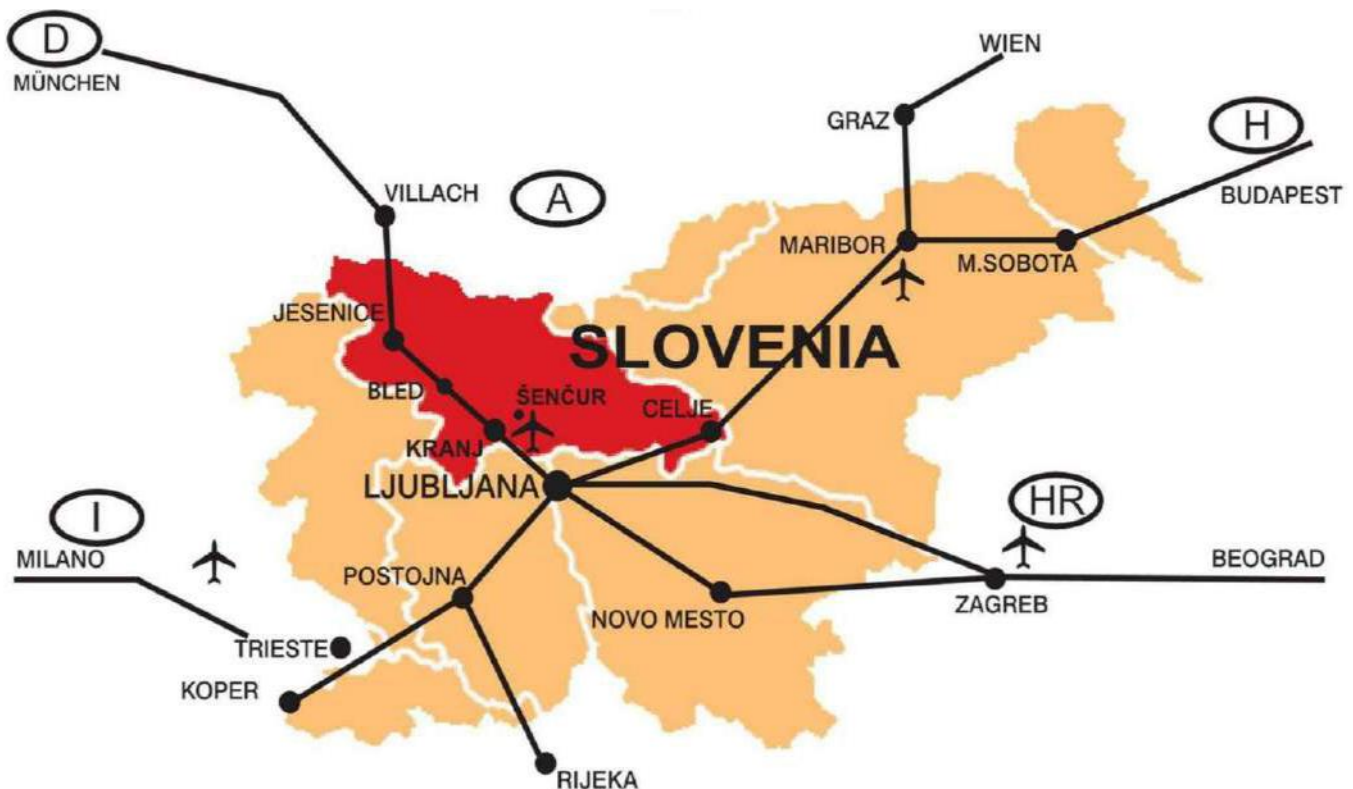 D
MÜNCHEN
WIEN
GRAZ
H
BUDAPEST
VILLACH
A
MARIBOR
M.SOBOTA
JESENICE
SLOVENIA
BLED
ŠENČUR
CELJE
KRANJ
LJUBLJANA
I
HR
MILANO
POSTOJNA
BEOGRAD
ZAGREB
NOVO MESTO
TRIESTE
KOPER
RIJEKA